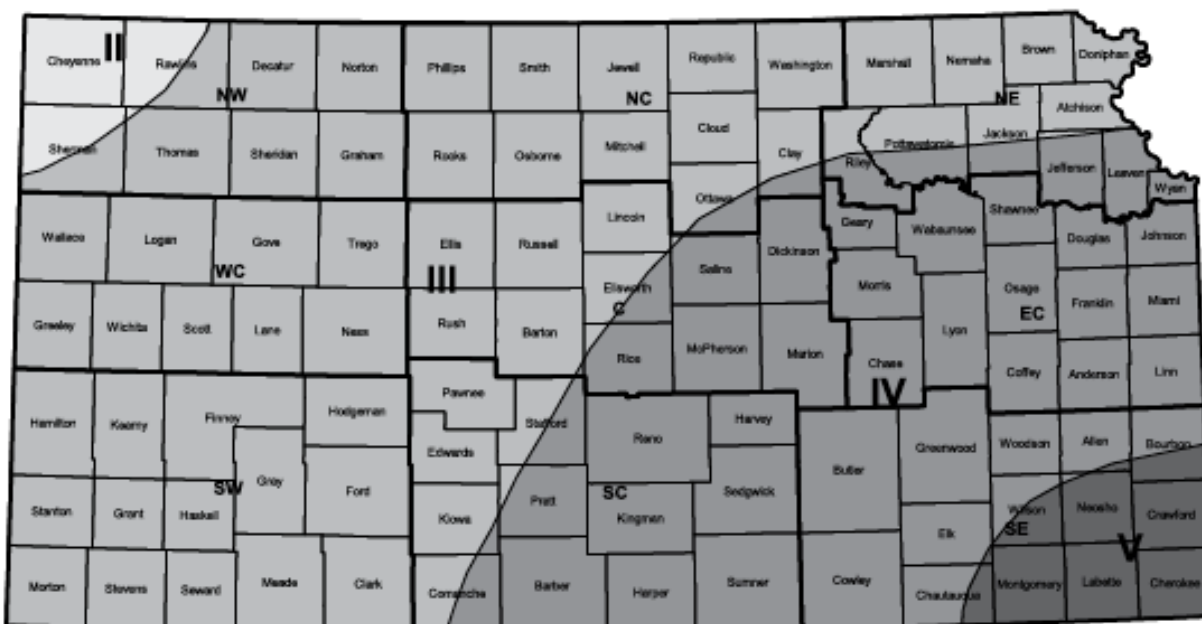 Cheyenne
II
Rawlins
Decatur
Norton
Phillips
Smith
Jewell
Republic
Washington
Marshall
Nemaha
Brown
Doniphan
NW
NC
NE
Atchison
Sherman
Thomas
Sheridan
Graham
Rooks
Osborne
Mitchell
Cloud
Clay
Riley
Pottawatomie
Jackson
Jefferson
Leaven
Wyan
Ottawa
Wallace
Logan
Gove
Trego
Ellis
Russell
Lincoln
Dickinson
Geary
Wabaunsee
Shawnee
Douglas
Johnson
WC
III
Ellsworth
Saline
Morris
Osage
C
EC
Greeley
Wichita
Scott
Lane
Ness
Rush
Barton
Rice
McPherson
Marion
Chase
Lyon
Franklin
Miami
Coffey
Anderson
Linn
IV
Hamilton
Kearny
Finney
Hodgeman
Pawnee
Stafford
Reno
Harvey
Butler
Greenwood
Woodson
Allen
Bourbon
Edwards
Gray
Ford
SW
SC
Stanton
Grant
Haskell
Kiowa
Pratt
Kingman
Sedgwick
Elk
Wilson
Neosho
Crawford
SE
V
Morton
Stevens
Seward
Meade
Clark
Comanche
Barber
Harper
Sumner
Cowley
Chautauqua
Montgomery
Labette
Cherokee